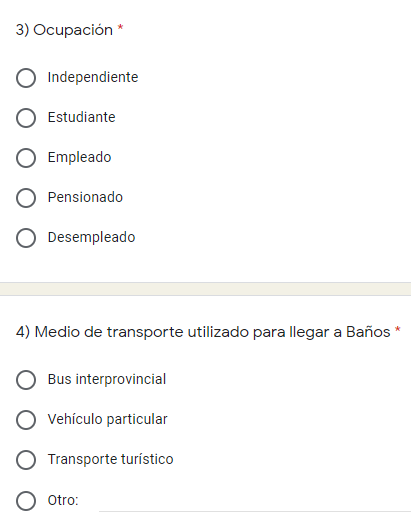 3) Ocupación *
Independiente
Estudiante
Empleado
Pensionado
Desempleado
4) Medio de transporte utilizado para llegar a Baños *
Bus interprovincial
Vehículo particular
Transporte turístico
Otro: